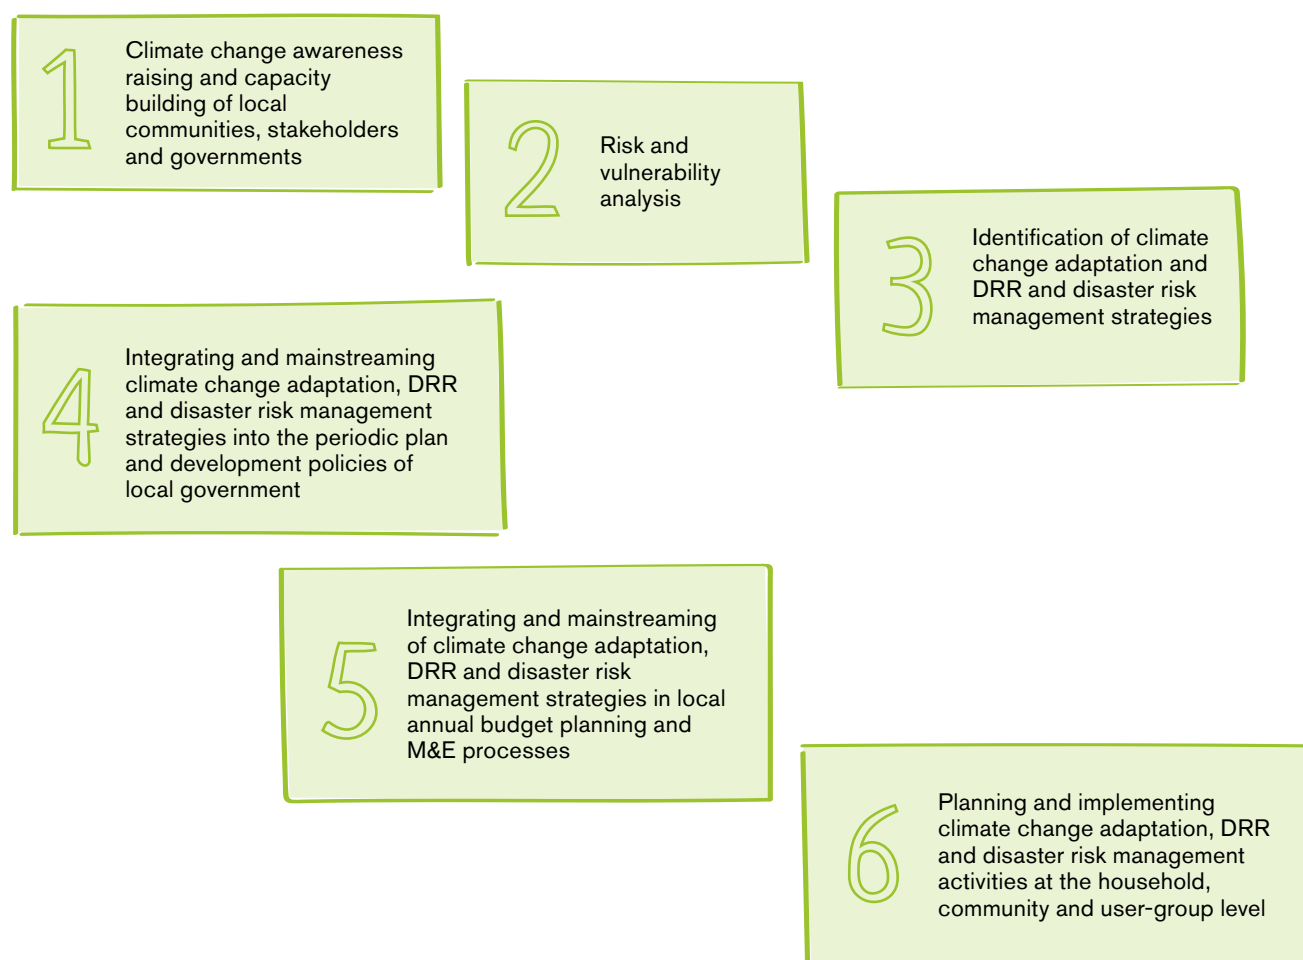 1
Climate change awareness
raising and capacity
building of local
communities, stakeholders
and governments
2
Risk and
vulnerability
analysis
3
Identification of climate
change adaptation and
DRR and disaster risk
management strategies
4
Integrating and mainstreaming
climate change adaptation, DRR
and disaster risk management
strategies into the periodic plan
and development policies of
local government
5
Integrating and mainstreaming
of climate change adaptation,
DRR and disaster risk
management strategies in local
annual budget planning and
M&E processes
6
Planning and implementing
climate change adaptation, DRR
and disaster risk management
activities at the household,
community and user-group level